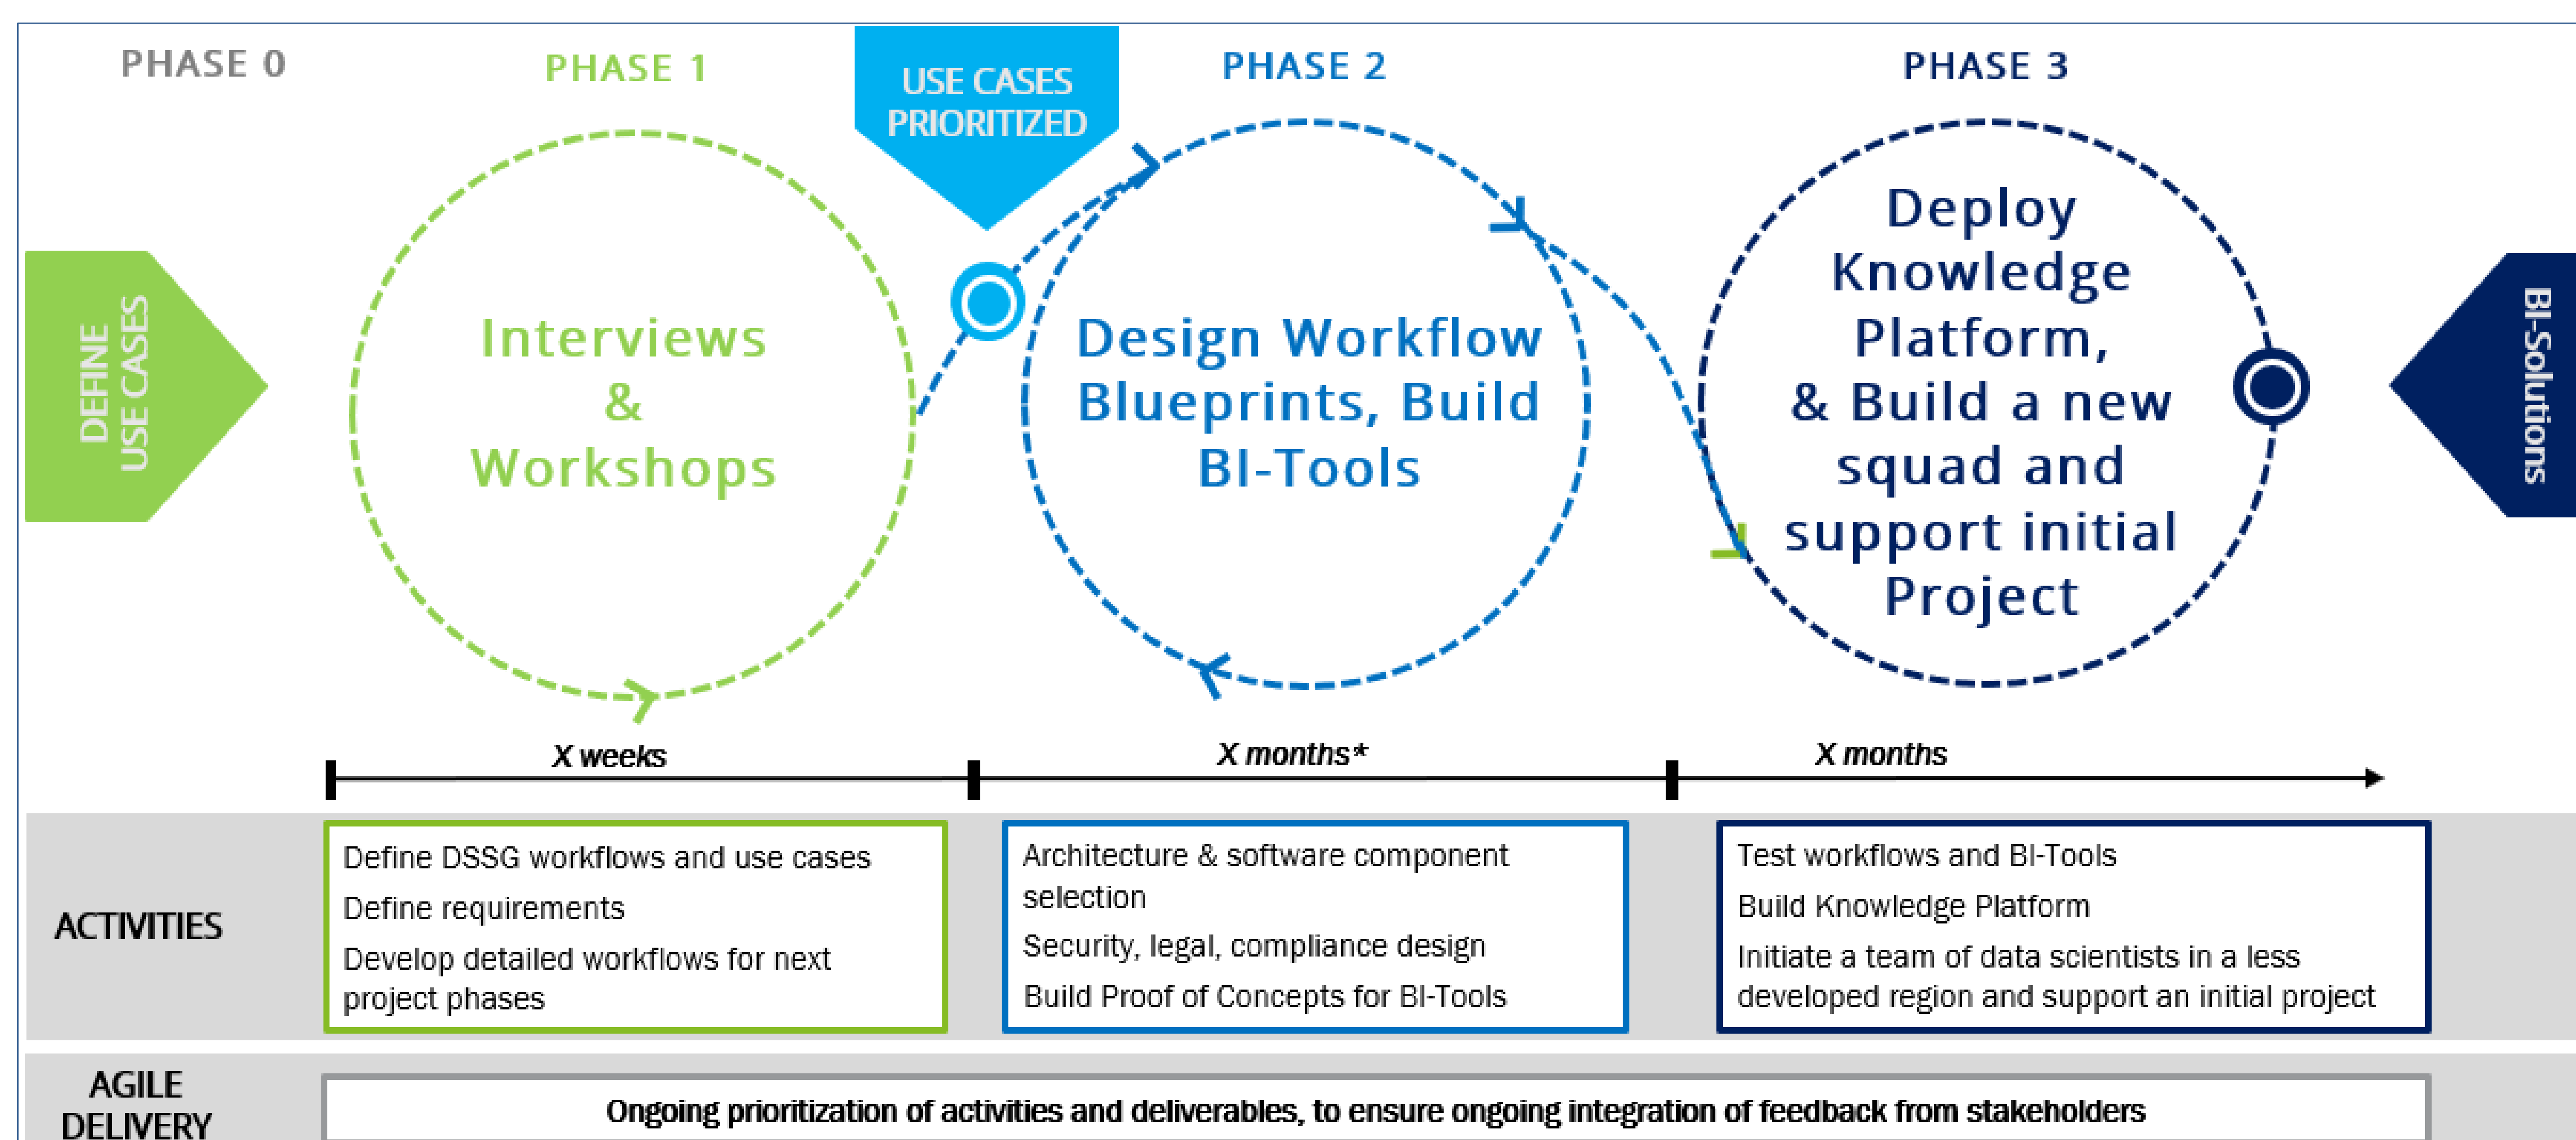 PHASE 0
PHASE 1
USE CASES
PRIORITIZED
PHASE 2
PHASE 3
DEFINE
USE CASES
Interviews
&
Workshops
Design Workflow
Blueprints, Build
BI-Tools
Deploy
Knowledge
Platform,
& Build a new
squad and
support initial
Project
BI-Solutions
X weeks
X months*
X months
ACTIVITIES
Define DSSG workflows and use cases
Define requirements
Develop detailed workflows for next
project phases
Architecture & software component
selection
Security, legal, compliance design
Build Proof of Concepts for BI-Tools
Test workflows and BI-Tools
Build Knowledge Platform
Initiate a team of data scientists in a less
developed region and support an initial project
AGILE
DELIVERY
Ongoing prioritization of activities and deliverables, to ensure ongoing integration of feedback from stakeholders